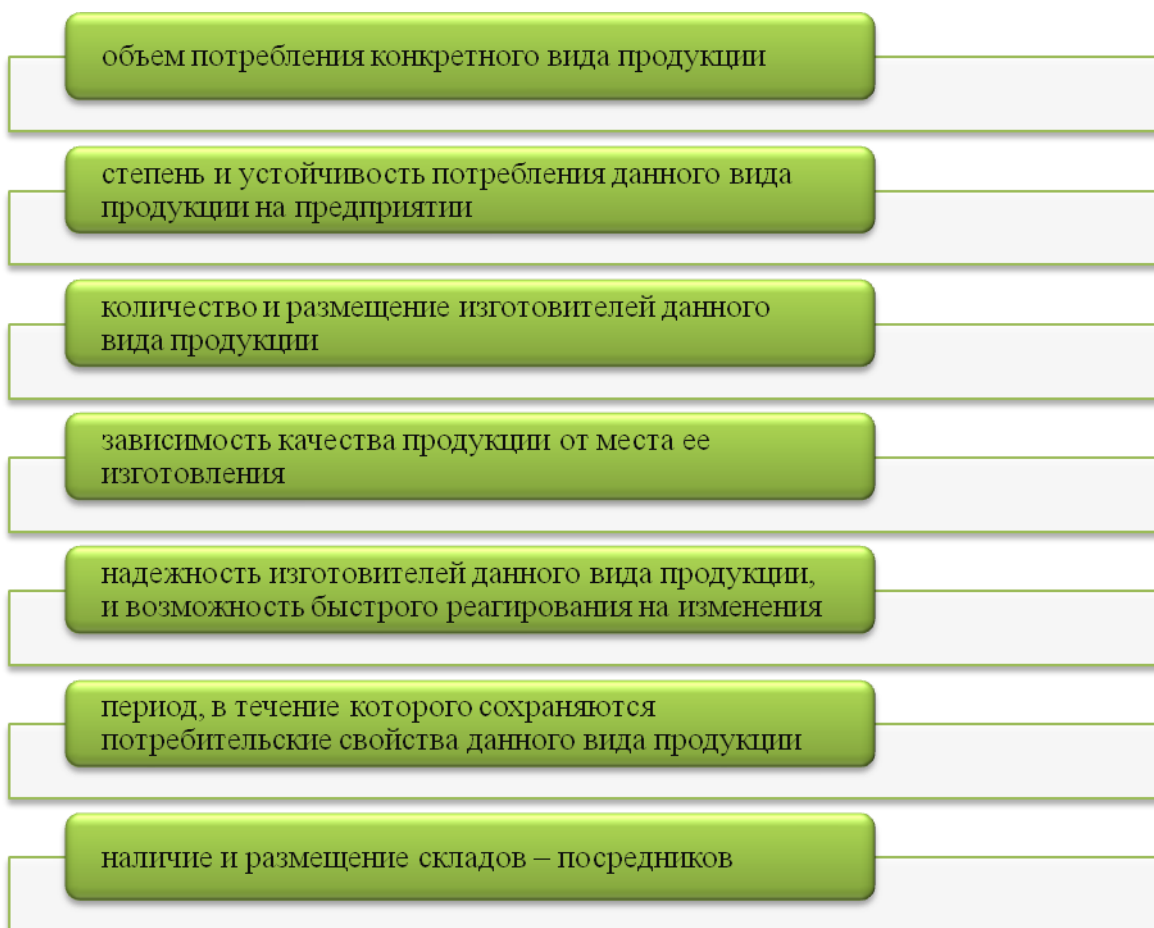 объем потребления конкретного вида продукции
степень и устойчивость потребления данного вида
продукции на предприятии
количество и размещение изготовителей данного
вида продукции
зависимость качества продукции от места ее
изготовления
надежность изготовителей данного вида продукции,
и возможность быстрого реагирования на изменения
период, в течение которого сохраняются
потребительские свойства данного вида продукции
наличие и размещение складов – посредников